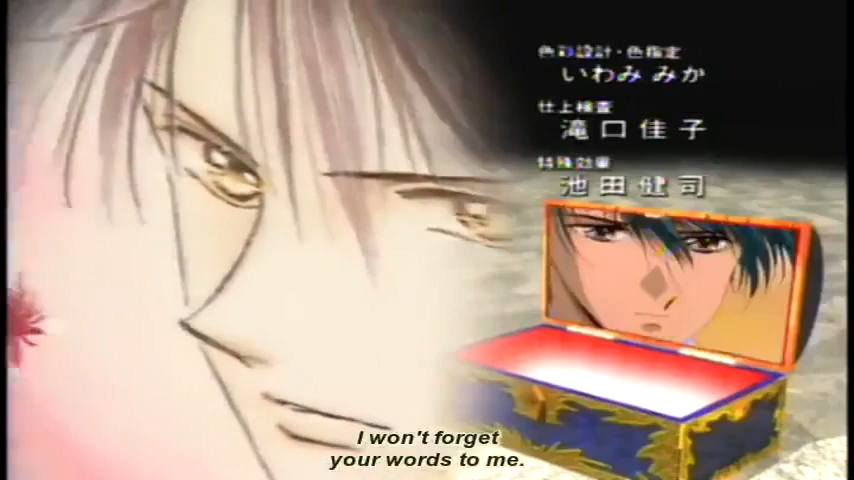 色彩設計・色指定
いわみ みか
仕上検査
滝口佳子
特殊効果
池田健司
I won't forget
your words to me.